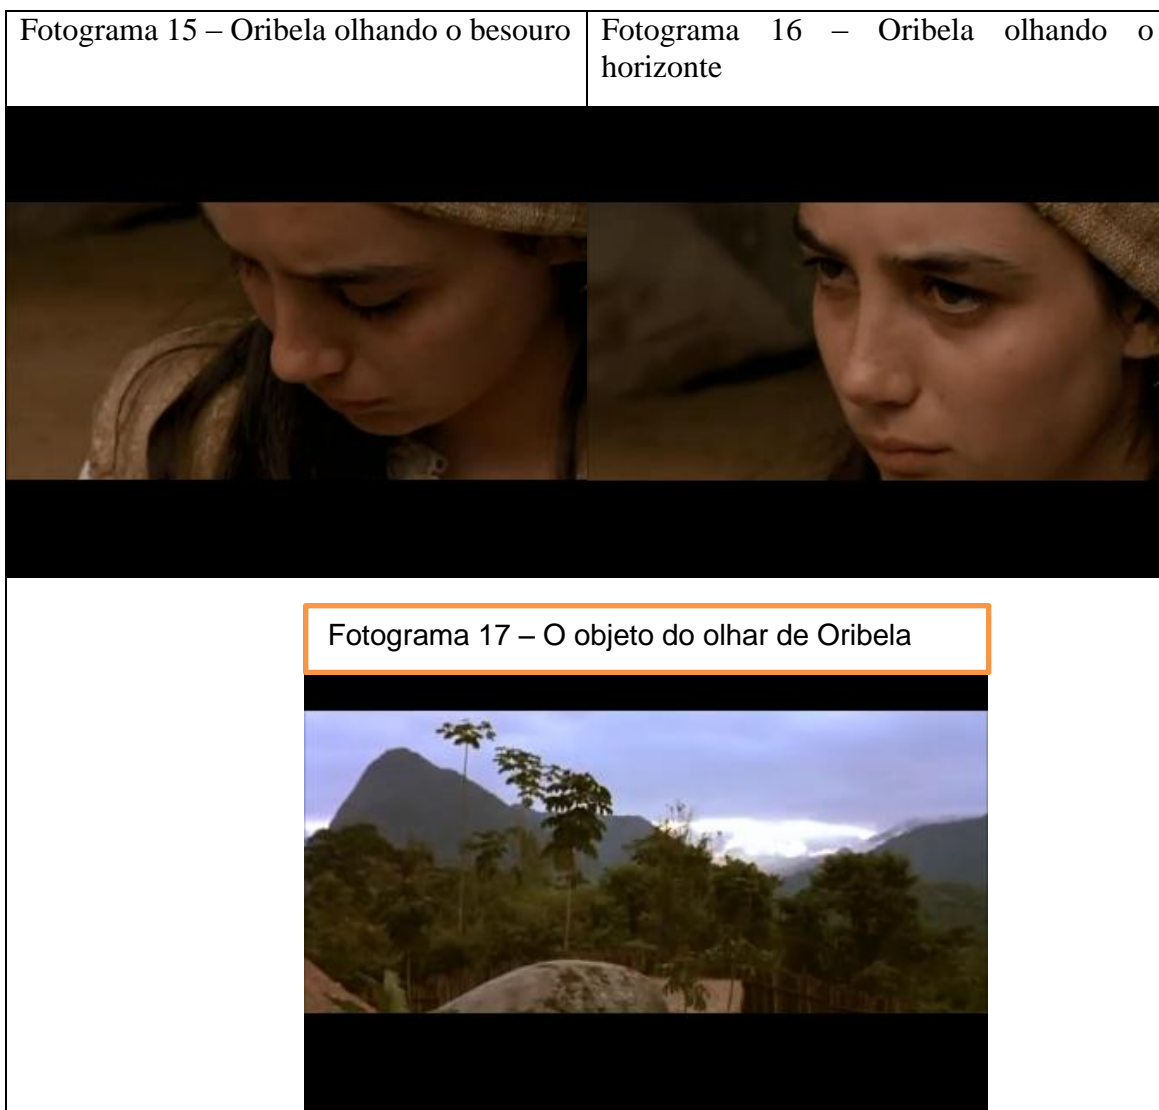 Fotograma 15 – Oribela olhando o besouro
Fotograma 16 – Oribela olhando o
horizonte
Fotograma 17 – O objeto do olhar de Oribela